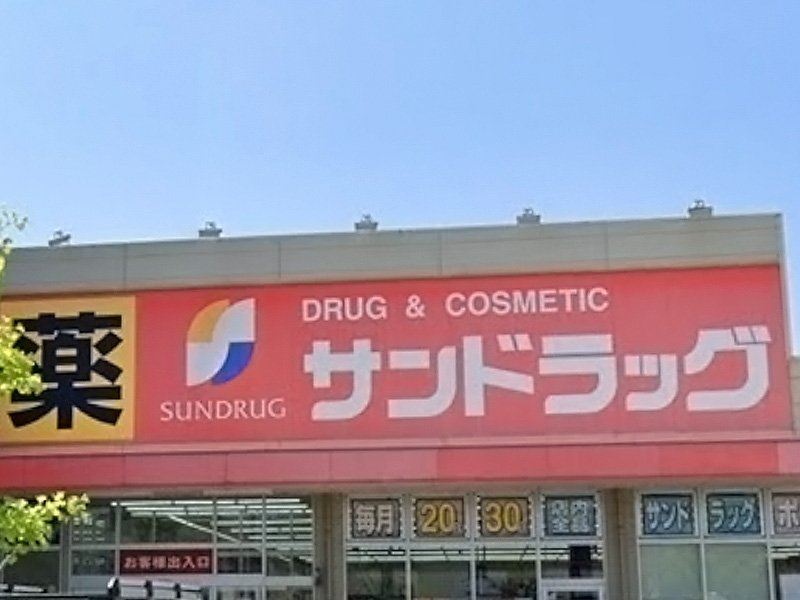 薬
SUNDRUG
DRUG & COSMETIC
サンドラッグ
毎月 20 30
サンド ラッグ ポ
お客様出入口